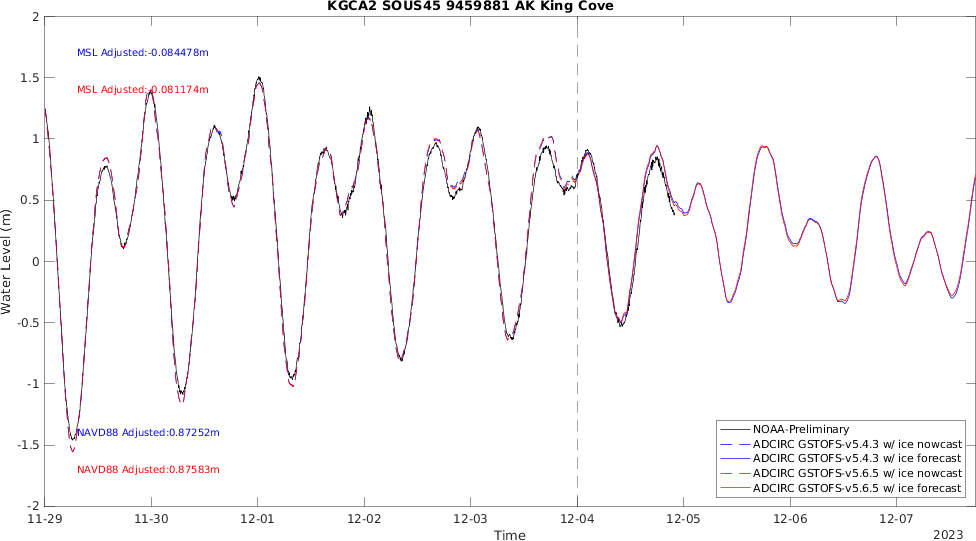 KGCA2 SOUS45 9459881 AK King Cove
2
1.5
1
0.5
0
-0.5
-1
-1.5
-2
Water Level (m)
MSL Adjusted:-0.084478m
MSL Adjusted:-0.081174m
NAVD88 Adjusted:0.87252m
NAVD88 Adjusted:0.87583m
NOAA-Preliminary
ADCIRC GSTOFS-v5.4.3 w/ ice nowcast
ADCIRC GSTOFS-v5.4.3 w/ ice forecast
ADCIRC GSTOFS-v5.6.5 w/ ice nowcast
ADCIRC GSTOFS-v5.6.5 w/ ice forecast
11-29 11-30 12-01 12-02 12-03 12-04 12-05 12-06 12-07
Time
2023